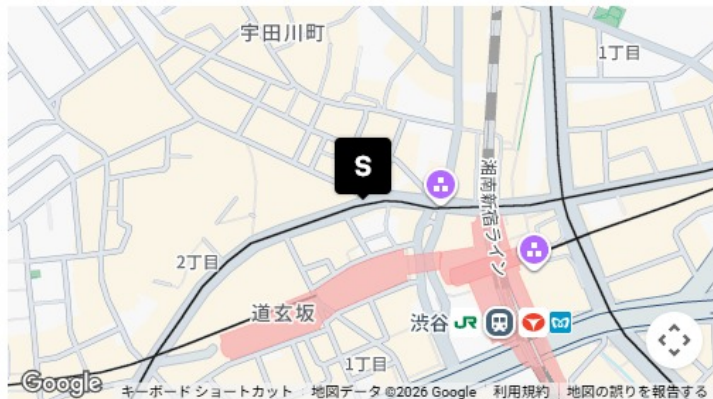 宇田川町
1丁目
S
湘南新宿ライン
2丁目
道玄坂
渋谷 JR
1丁目
Google
キーボード ショートカット
地図データ ©2026 Google
利用規約
地図の誤りを報告する